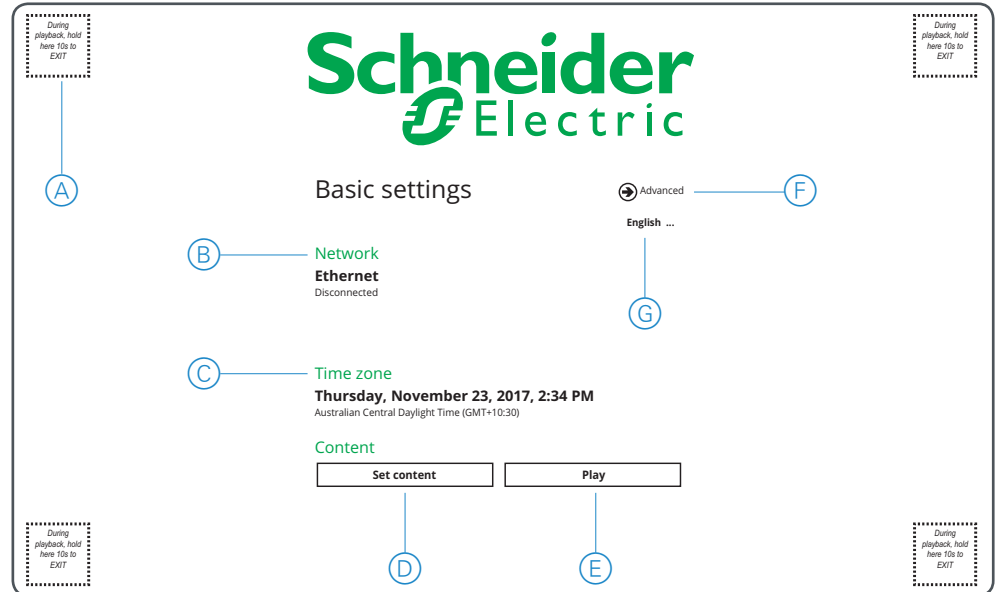 During
playback, hold
here 10s to
EXIT
During
playback, hold
here 10s to
EXIT
Schneider
Electric
A
Basic settings
Advanced
F
English ...
B
Network
Ethernet
Disconnected
G
C
Time zone
Thursday, November 23, 2017, 2:34 PM
Australian Central Daylight Time (GMT+10:30)
Content
Set content
Play
During
playback, hold
here 10s to
EXIT
During
playback, hold
here 10s to
EXIT
D
E